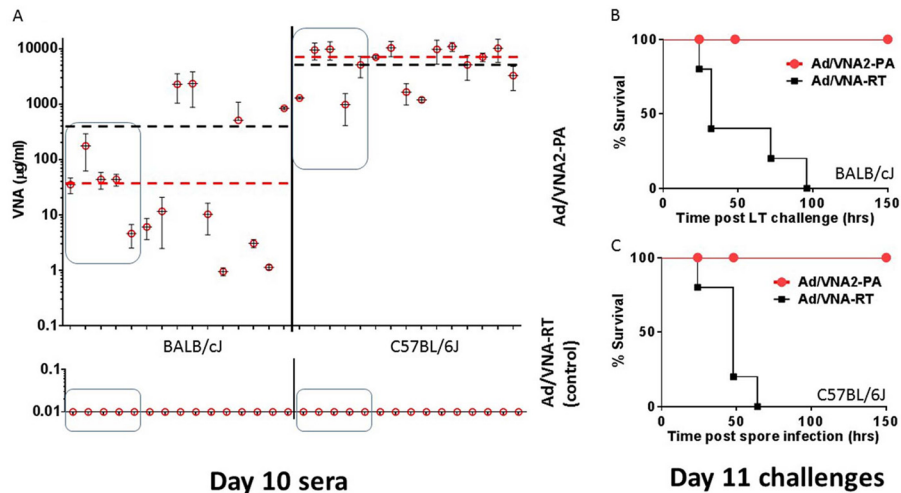 A
VNA (µg/ml)
10000
1000
100
10
1
0.1
BALB/cJ
C57BL/6J
0.1
0.01
Ad/VNA2-PA
Ad/VNA-RT
(control)
Day 10 sera
B
% Survival
100
50
0
Ad/VNA2-PA
Ad/VNA-RT
BALB/cJ
0 50 100 150
Time post LT challenge (hrs)
C
% Survival
100
50
0
Ad/VNA2-PA
Ad/VNA-RT
C57BL/6J
0 50 100 150
Time post spore infection (hrs)
Day 11 challenges